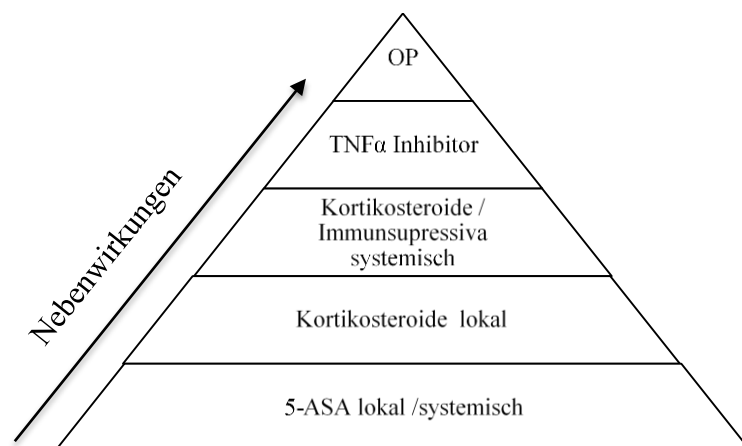 OP
TNFα Inhibitor
Kortikosteroide /
Immunsupressiva
systemisch
Kortikosteroide lokal
5-ASA lokal /systemisch
Nebenwirkungen